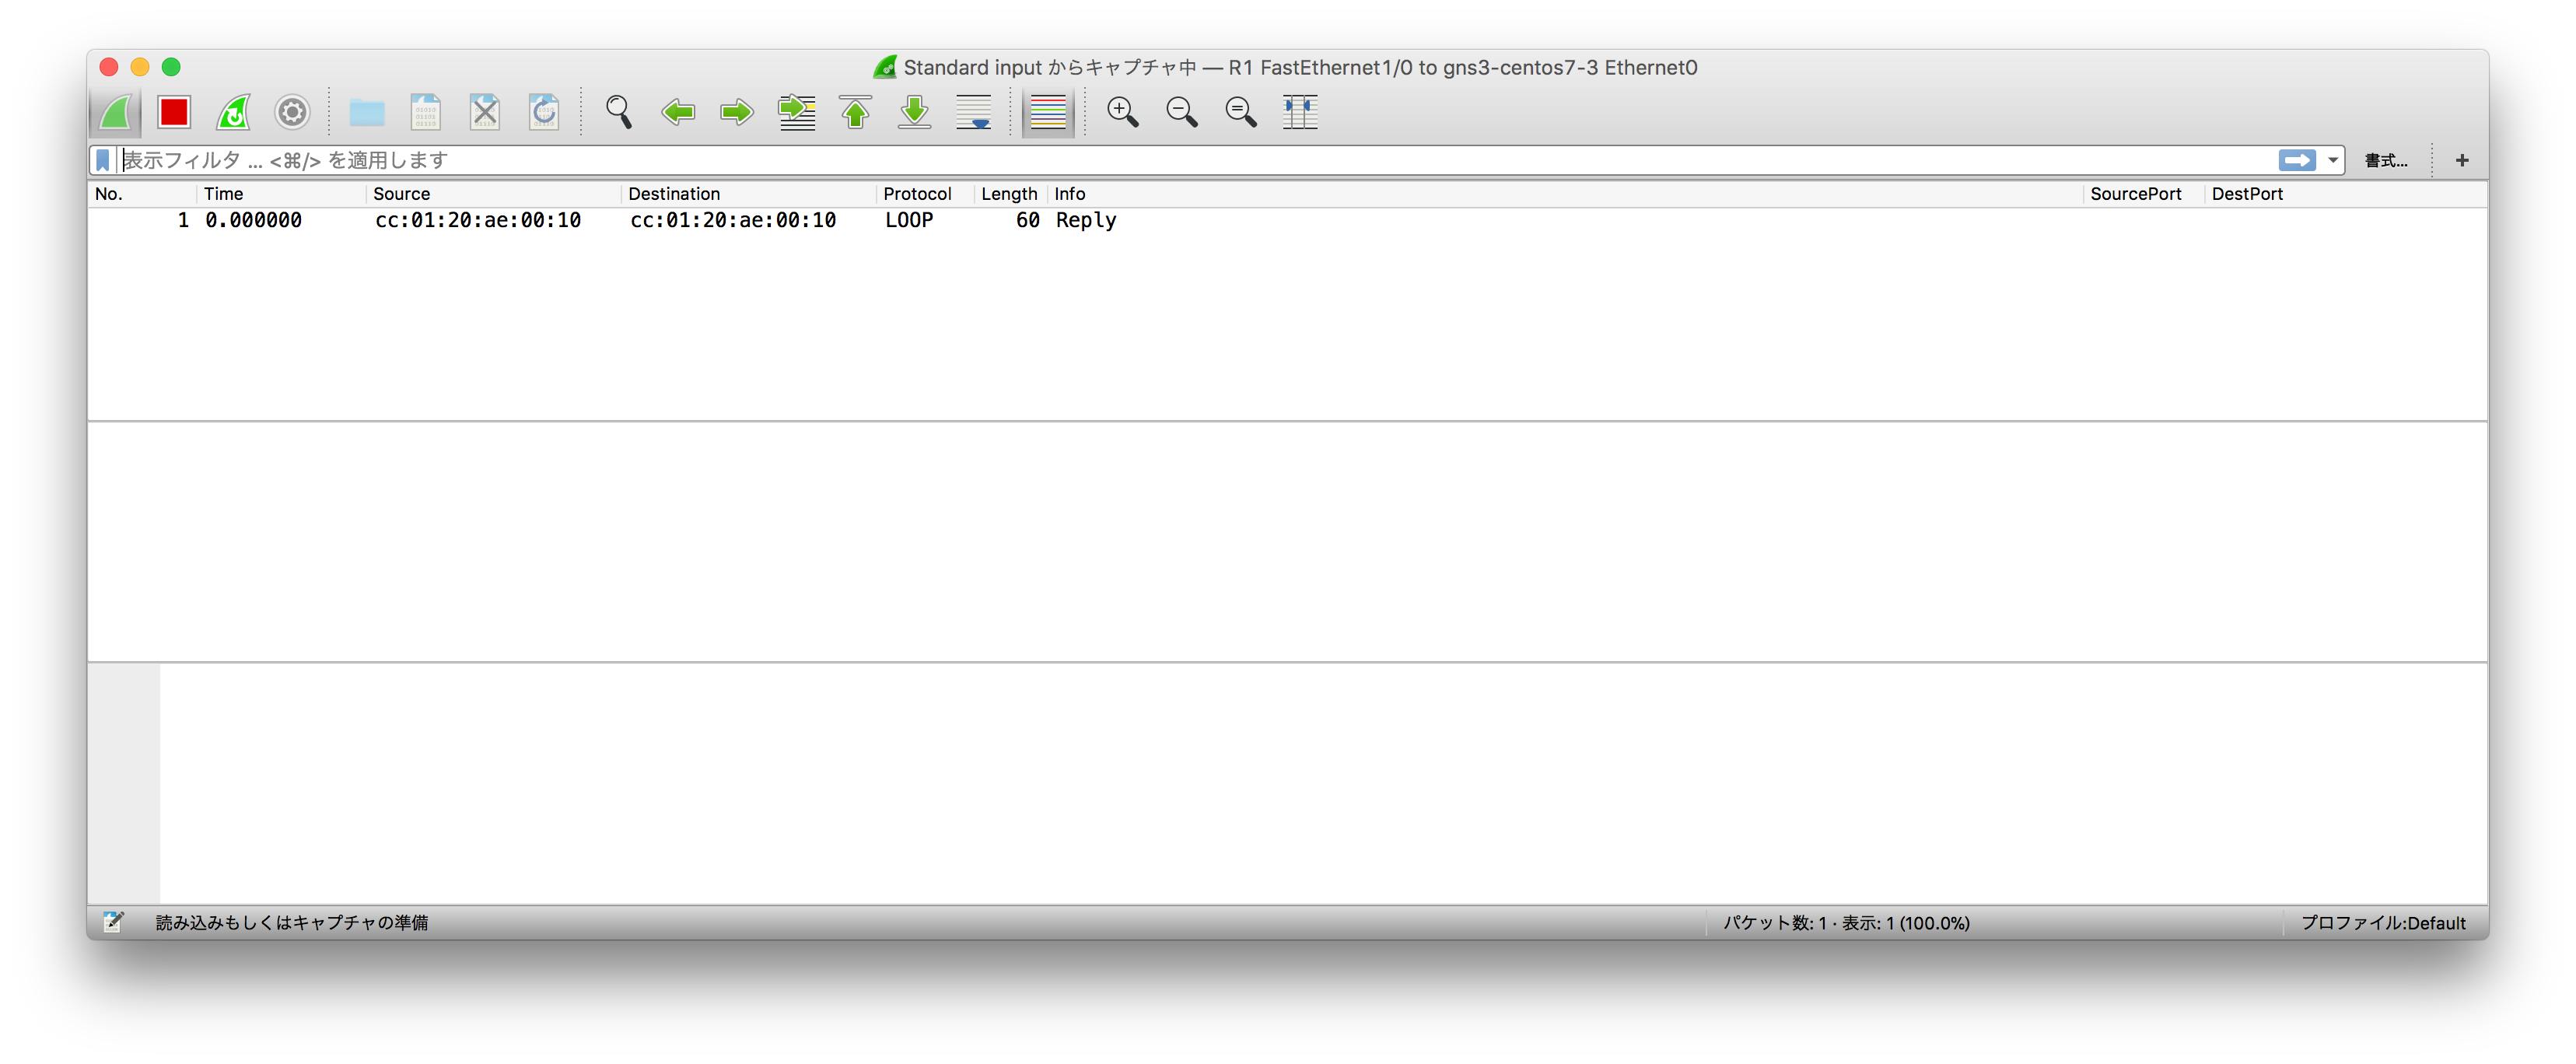 Standard input からキャプチャ中 — R1 FastEthernet1/0 to gns3-centos7-3 Ethernet0
表示フィルタ ... <⌘/> を適用します 書式... +
No. Time Source Destination Protocol Length Info SourcePort DestPort
1 0.000000 cc:01:20:ae:00:10 cc:01:20:ae:00:10 LOOP 60 Reply
読み込みもしくはキャプチャの準備 パケット数: 1 · 表示: 1 (100.0%) プロファイル:Default